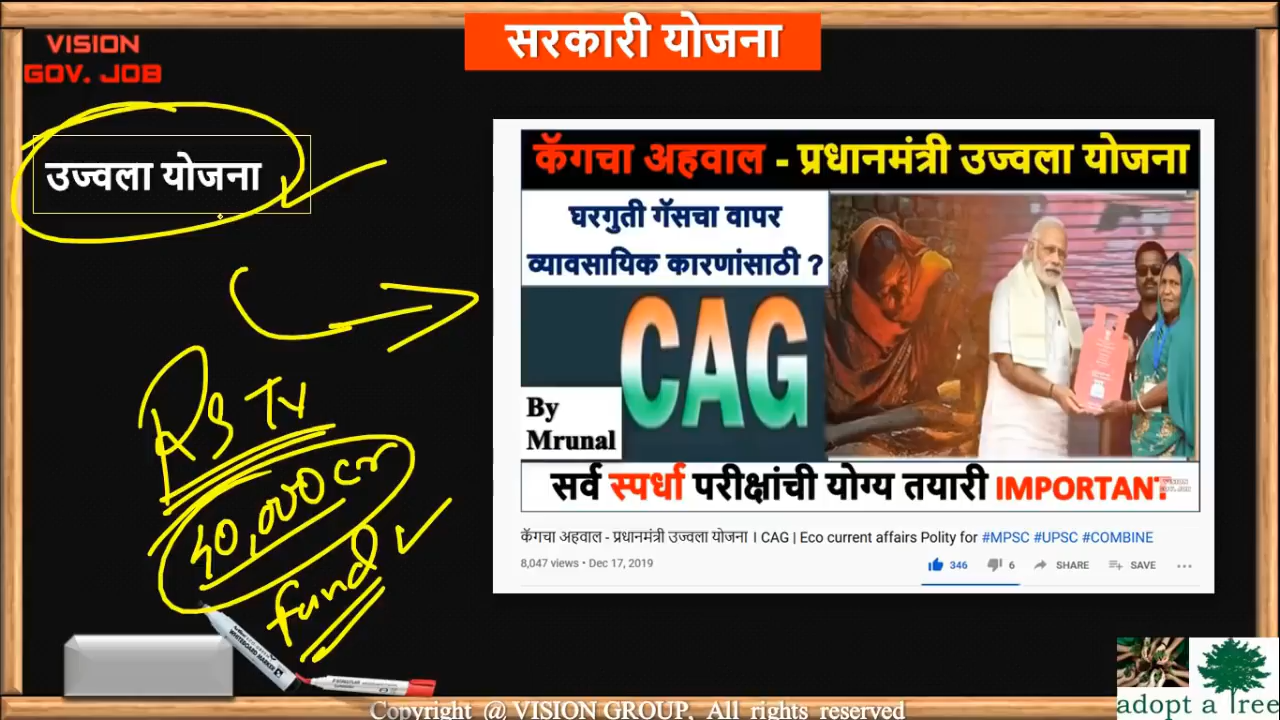 सरकारी योजना
VISION
GOV. JOB
उज्वला योजना
कॅगचा अहवाल - प्रधानमंत्री उज्वला योजना
घरगुती गॅसचा वापर
व्यावसायिक कारणांसाठी ?
CAG
By
Mrunal
सर्व स्पर्धा परीक्षांची योग्य तयारी IMPORTANT
कॅगचा अहवाल - प्रधानमंत्री उज्वला योजना । CAG | Eco current affairs Polity for #MPSC #UPSC #COMBINE
8,047 views • Dec 17, 2019
346
6
SHARE
SAVE
RS TV
fund
WHITEBOARD MARKER
adopt a Tree
Copyright @ VISION GROUP, All rights reserved